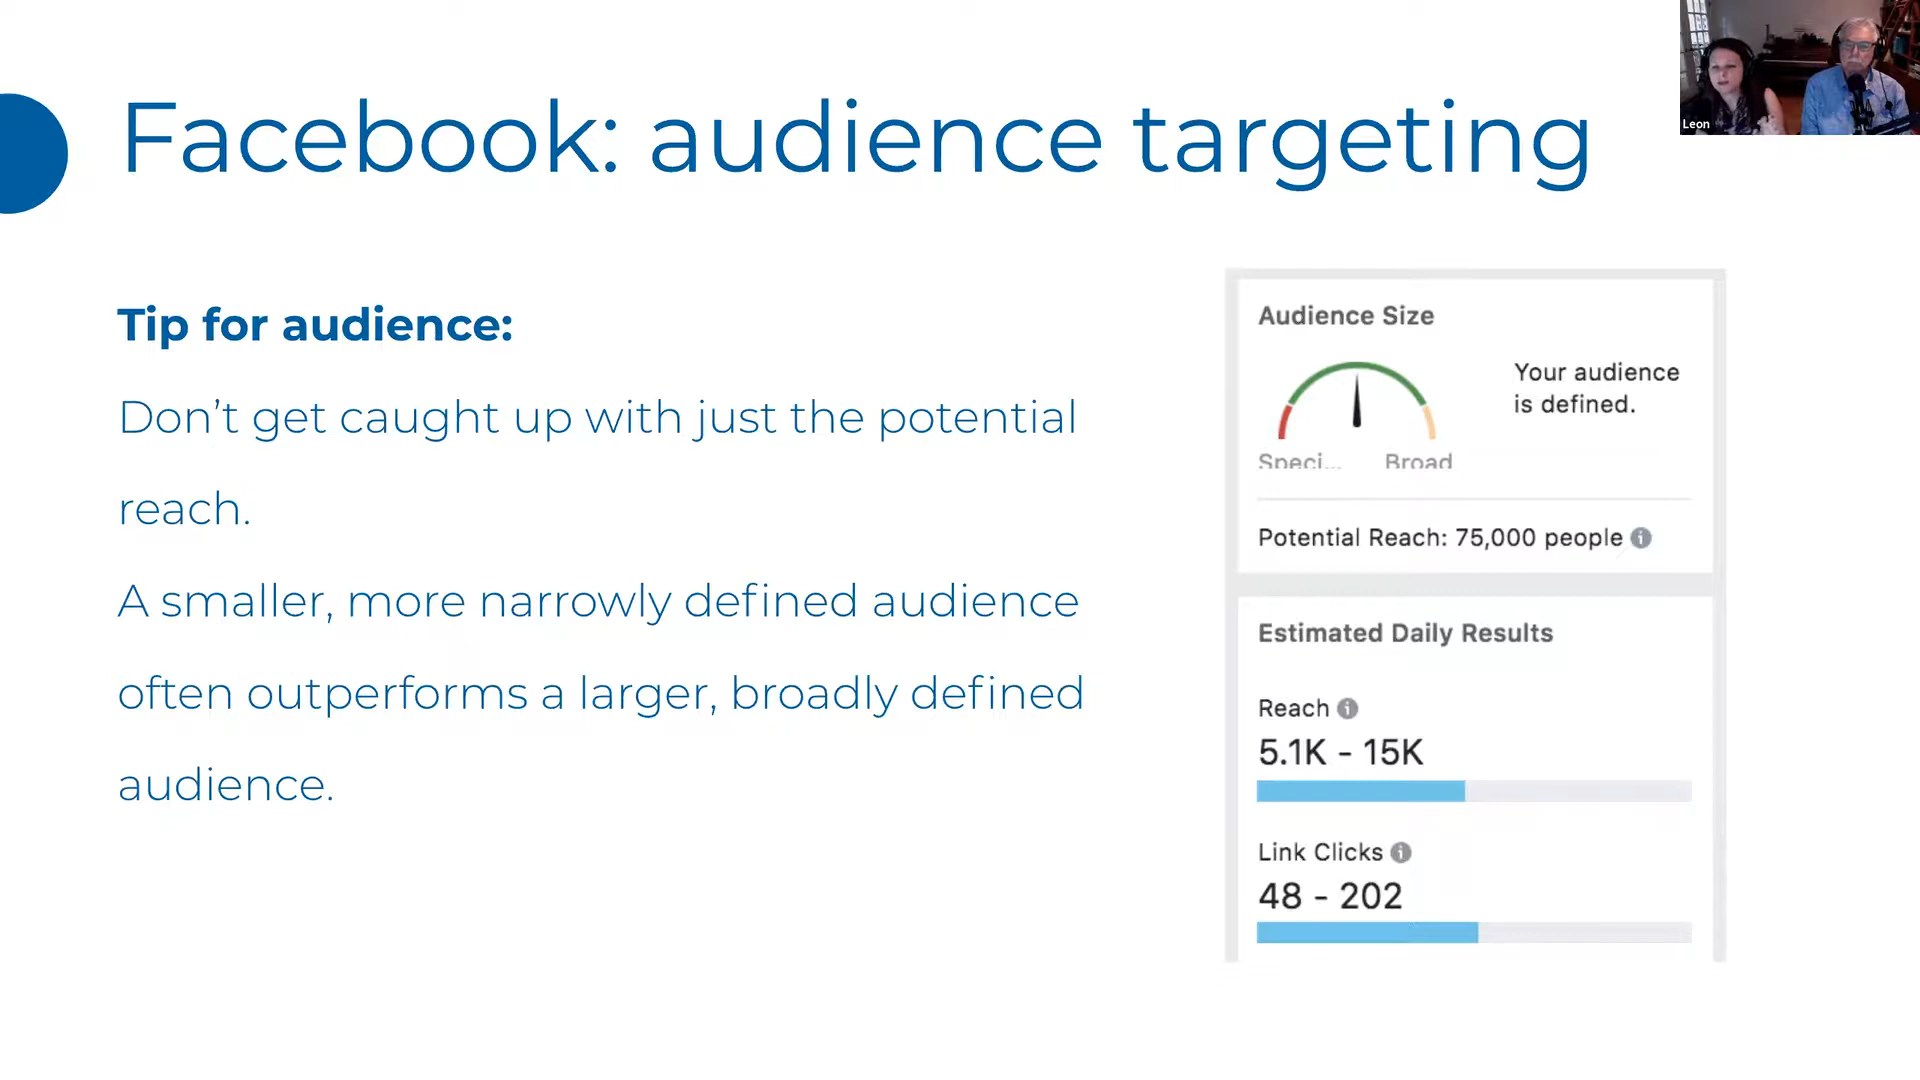 Facebook: audience targeting
Leon
Tip for audience:
Don’t get caught up with just the potential
reach.
A smaller, more narrowly defined audience
often outperforms a larger, broadly defined
audience.
Audience Size
Your audience
is defined.
Speci... Broad
Potential Reach: 75,000 people
Estimated Daily Results
Reach
5.1K - 15K
Link Clicks
48 - 202